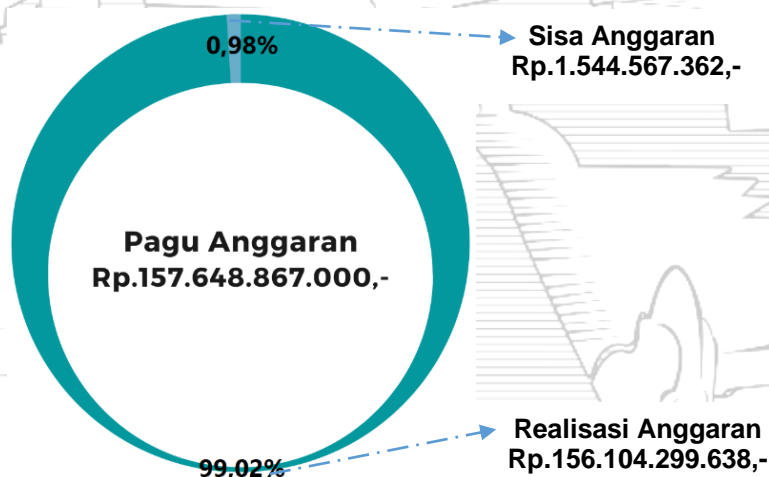 0,98%
Sisa Anggaran
Rp.1.544.567.362,-
Pagu Anggaran
Rp.157.648.867.000,-
Realisasi Anggaran
Rp.156.104.299.638,-
99.02%